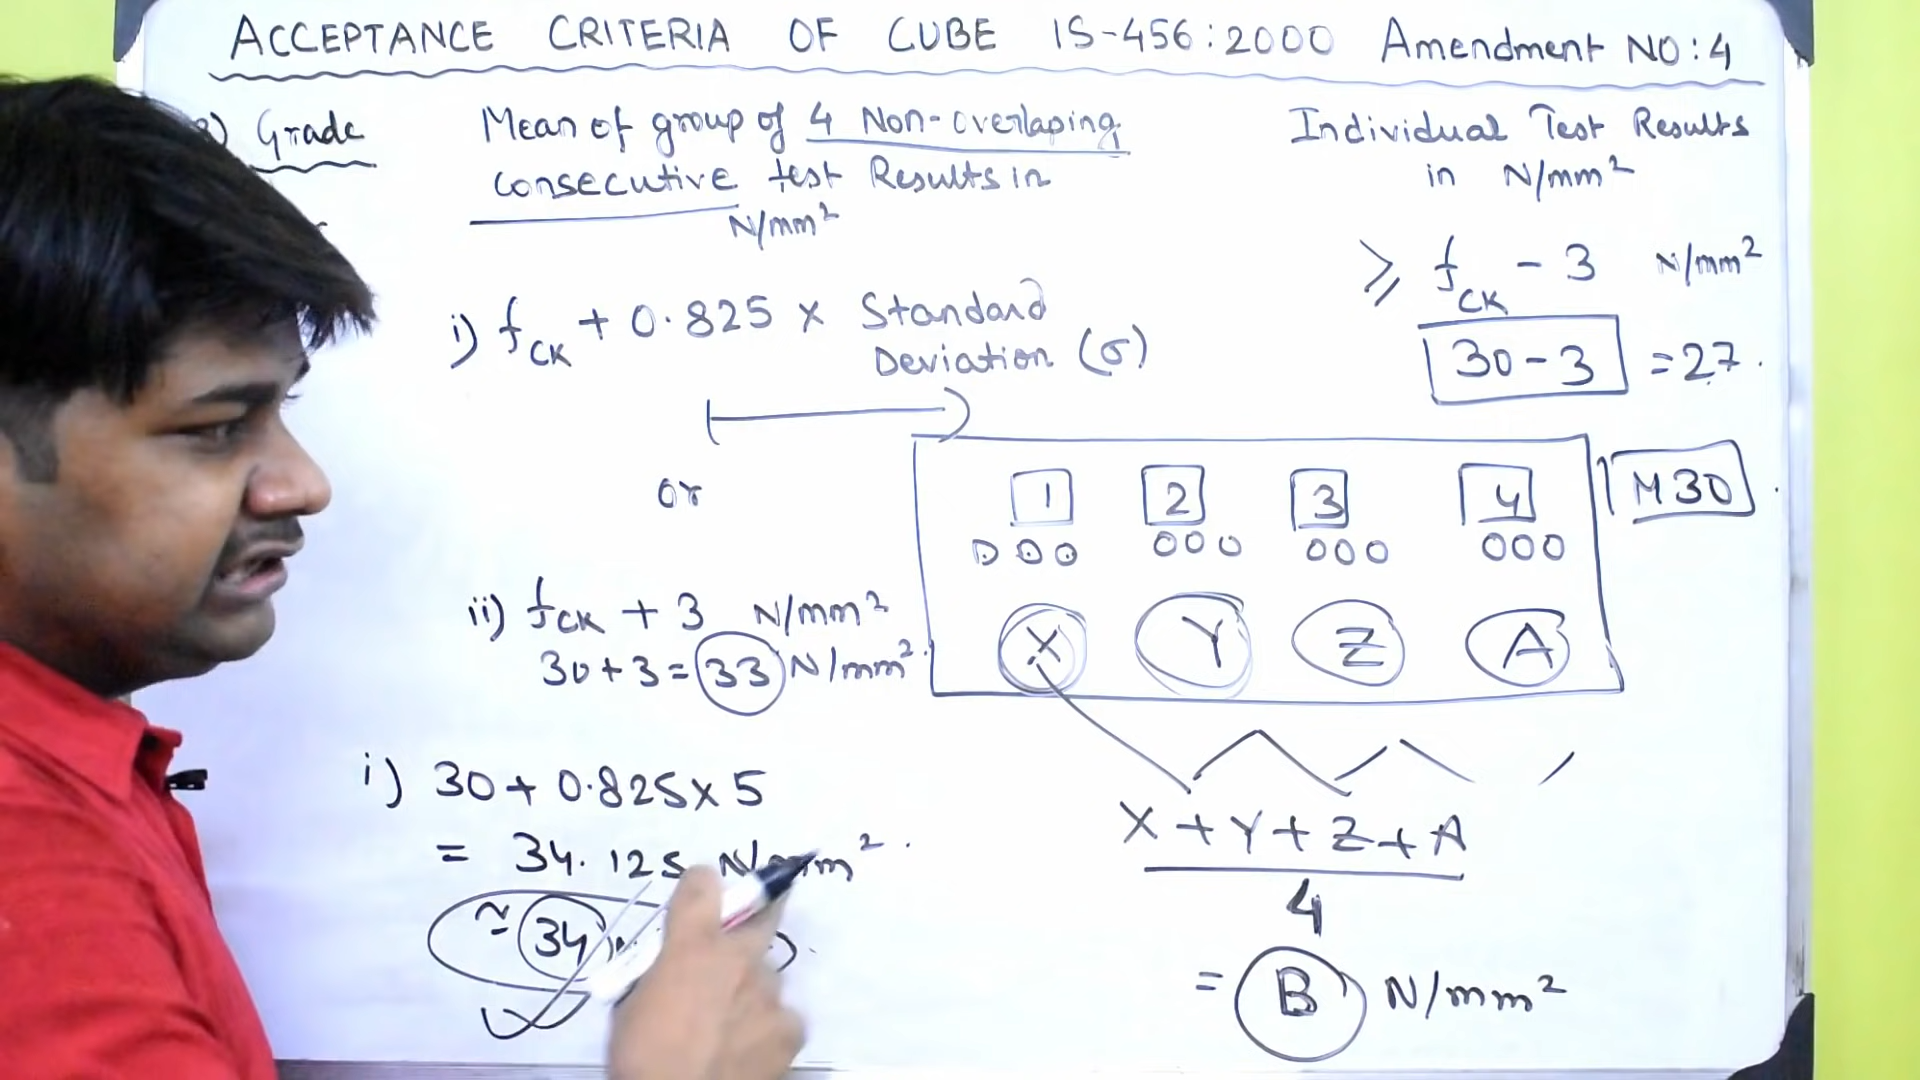 ACCEPTANCE CRITERIA OF CUBE IS-456:2000 Amendment NO:4
Grade
Mean of group of 4 Non-overlaping
consecutive test Results in
N/mm²
Individual Test Results
in N/mm²
≥ fCK - 3 N/mm²
30-3 = 27.
i) fCK + 0.825 x Standard
Deviation (σ)
or
1 2 3 4
M30
ii) fCK + 3 N/mm²
30+3 = 33 N/mm².
X Y Z A
i) 30 + 0.825 x 5
= 34.125 N/mm².
≈ 34
X + Y + Z + A
4
= B N/mm²